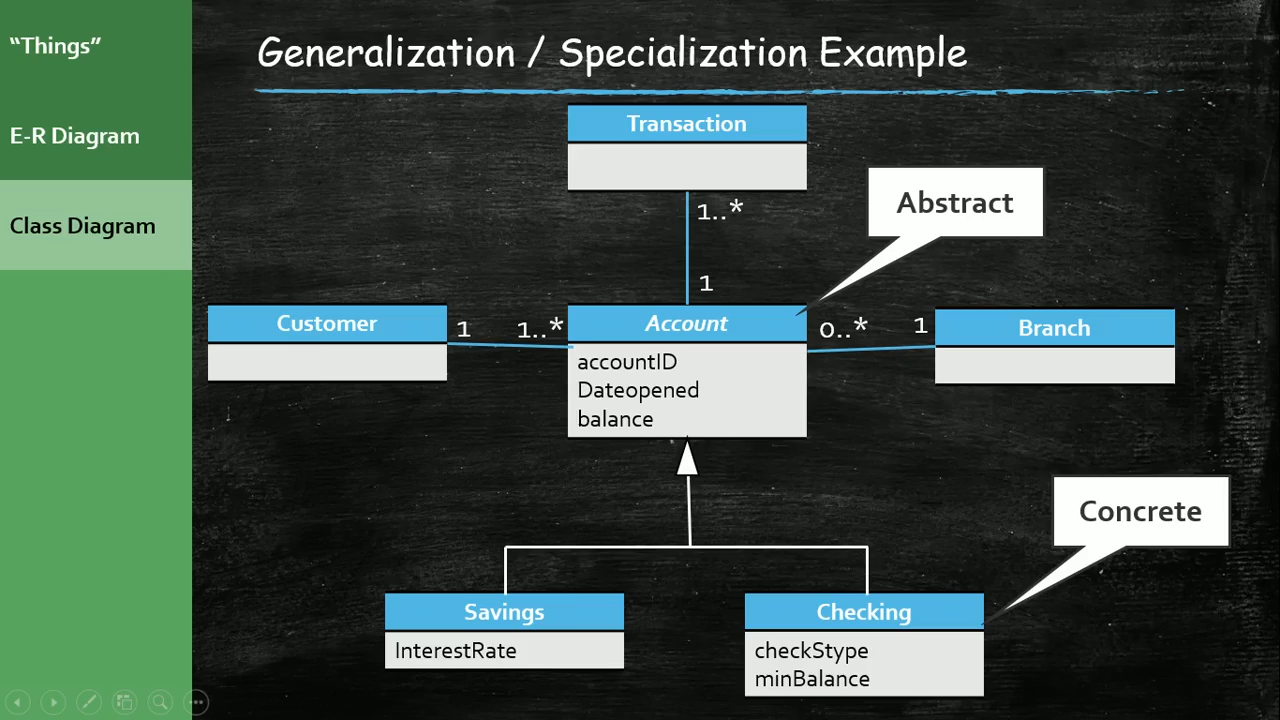 “Things”
E-R Diagram
Class Diagram
Generalization / Specialization Example
Transaction
1..*
Abstract
1
Customer
1
1..*
Account
0..*
1
Branch
accountID
Dateopened
balance
Concrete
Savings
InterestRate
Checking
checkStype
minBalance